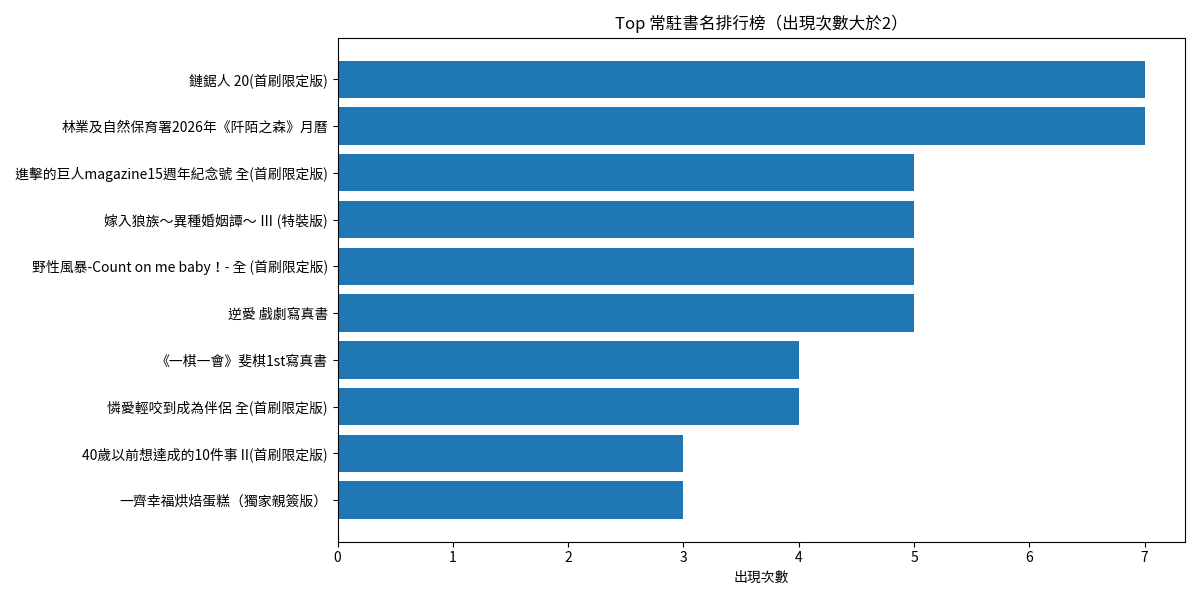 Top 常駐書名排行榜（出現次數大於2）
鏈鋸人 20(首刷限定版)
林業及自然保育署2026年《阡陌之森》月曆
進擊的巨人magazine15週年紀念號 全(首刷限定版)
嫁入狼族～異種婚姻譚～ III (特裝版)
野性風暴-Count on me baby！- 全 (首刷限定版)
逆愛 戲劇寫真書
《一棋一會》斐棋1st寫真書
憐愛輕咬到成為伴侶 全(首刷限定版)
40歲以前想達成的10件事 II(首刷限定版)
一齊幸福烘焙蛋糕（獨家親簽版）
0 1 2 3 4 5 6 7
出現次數